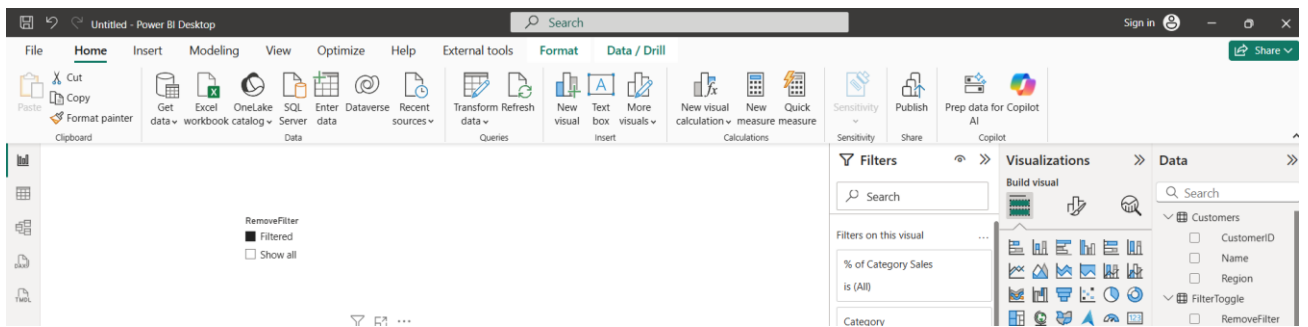 Untitled - Power BI Desktop
Search
Sign in
File Home Insert Modeling View Optimize Help External tools Format Data / Drill
Share
Paste
Cut
Copy
Format painter
Clipboard
Get data
Excel workbook
OneLake catalog
SQL Server
Enter data
Dataverse
Recent sources
Data
Transform data
Refresh
Queries
New visual
Text box
More visuals
Insert
New visual calculation
New measure
Quick measure
Calculations
Sensitivity
Sensitivity
Publish
Share
Prep data for AI
Copilot
Copilot
RemoveFilter
Filtered
Show all
Filters
Search
Filters on this visual
% of Category Sales
is (All)
Category
Visualizations
Build visual
Data
Search
Customers
CustomerID
Name
Region
FilterToggle
RemoveFilter